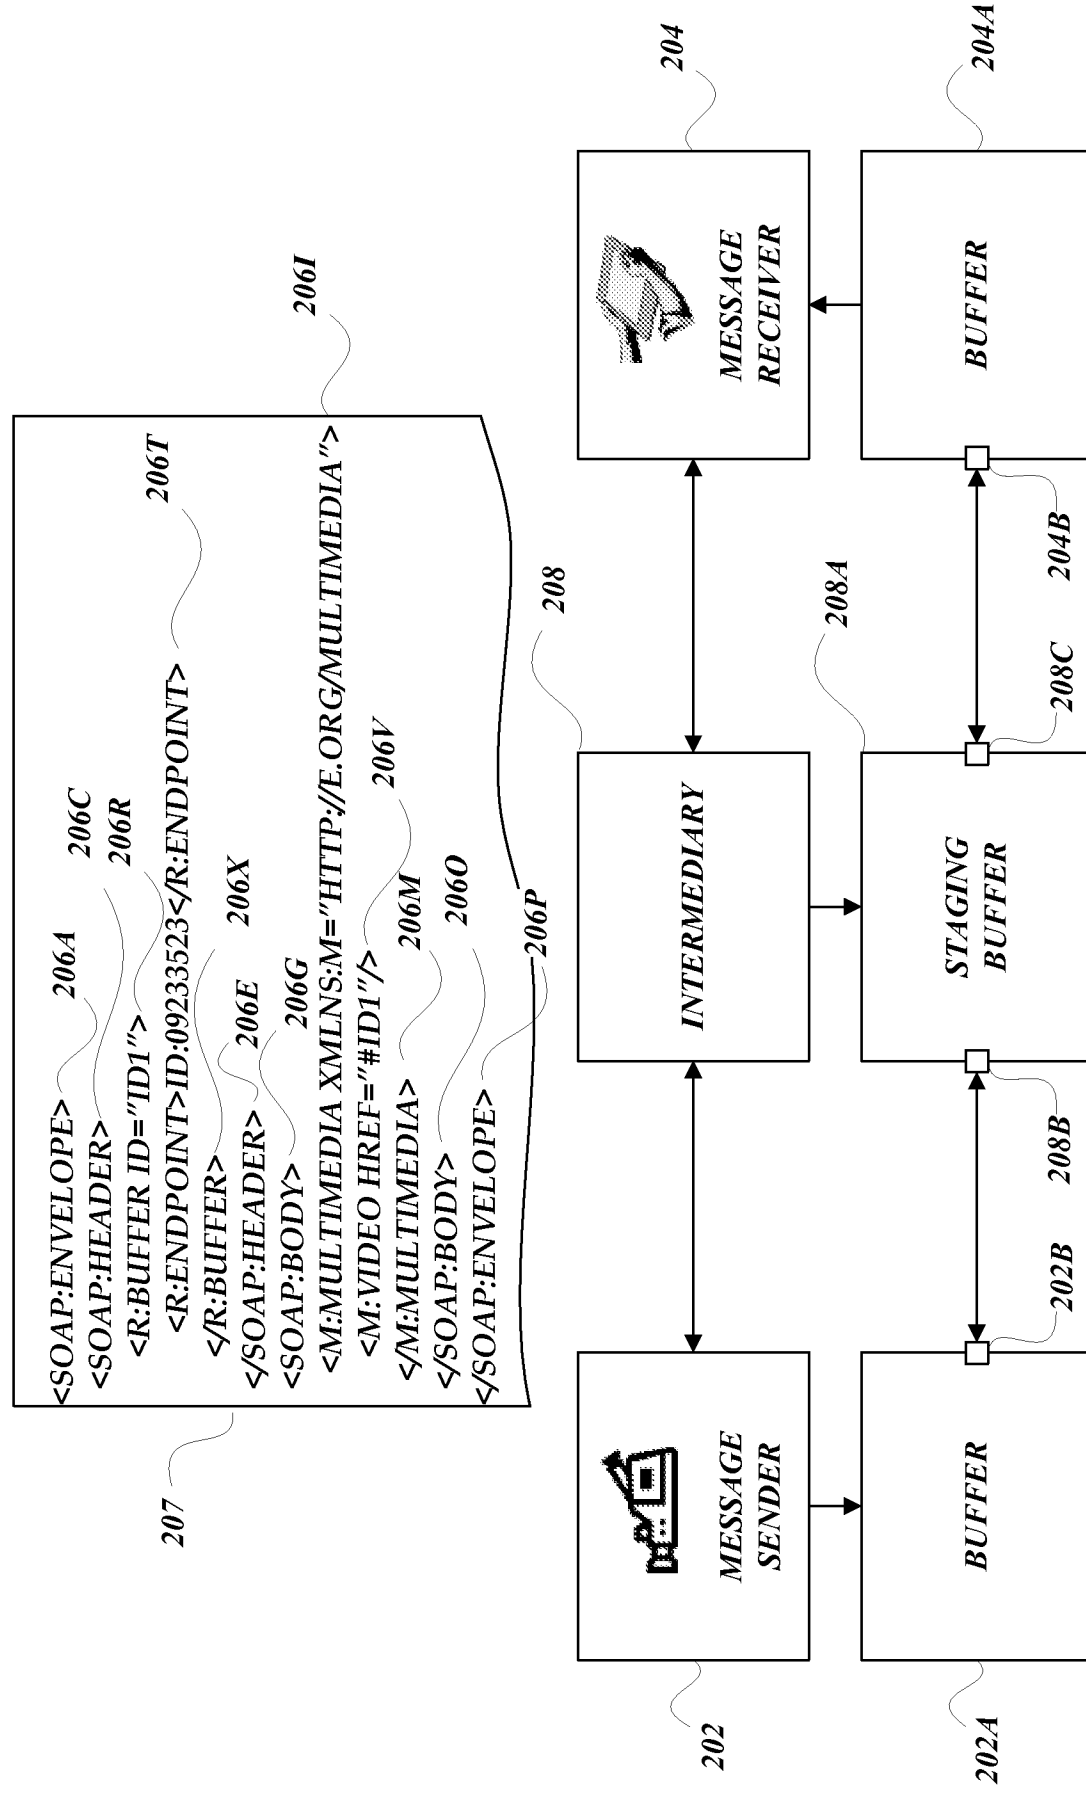 207
<SOAP:ENVELOPE>
206A
<SOAP:HEADER>
206C
<R:BUFFER ID="ID1">
206R
<R:ENDPOINT>ID:09233523</R:ENDPOINT>
206T
</R:BUFFER>
206X
</SOAP:HEADER>
206E
<SOAP:BODY>
206G
<M:MULTIMEDIA XMLNS:M="HTTP://E.ORG/MULTIMEDIA">
206I
<M:VIDEO HREF="#ID1"/>
206V
</M:MULTIMEDIA>
206M
</SOAP:BODY>
206O
</SOAP:ENVELOPE>
206P
202
MESSAGE
SENDER
208
INTERMEDIARY
204
MESSAGE
RECEIVER
202A
BUFFER
202B
208B
208A
STAGING
BUFFER
208C
204B
BUFFER
204A